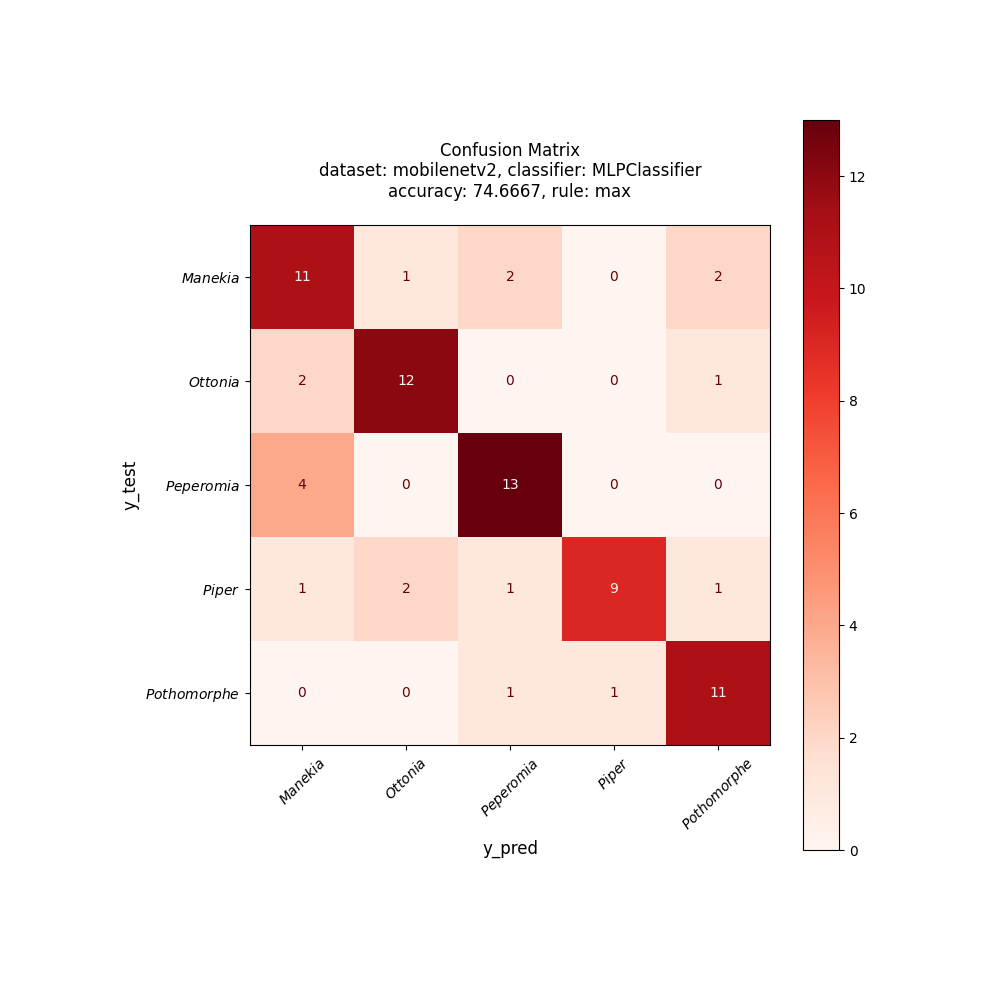 Confusion Matrix
dataset: mobilenetv2, classifier: MLPClassifier
accuracy: 74.6667, rule: max
y_test
Manekia 11 1 2 0 2
Ottonia 2 12 0 0 1
Peperomia 4 0 13 0 0
Piper 1 2 1 9 1
Pothomorphe 0 0 1 1 11
Manekia Ottonia Peperomia Piper Pothomorphe
y_pred
12
10
8
6
4
2
0